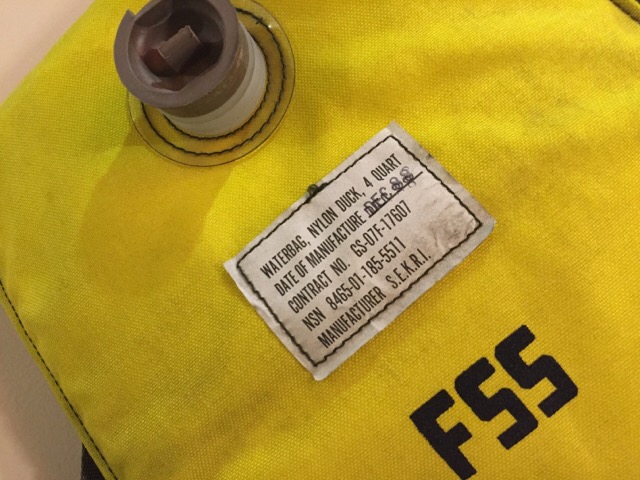 WATERBAG, NYLON DUCK, 4 QUART
DATE OF MANUFACTURE DEC 88
CONTRACT NO. GS-07F-17607
NSN 8465-01-185-5511
MANUFACTURER S.E.K.R.I.
FSS